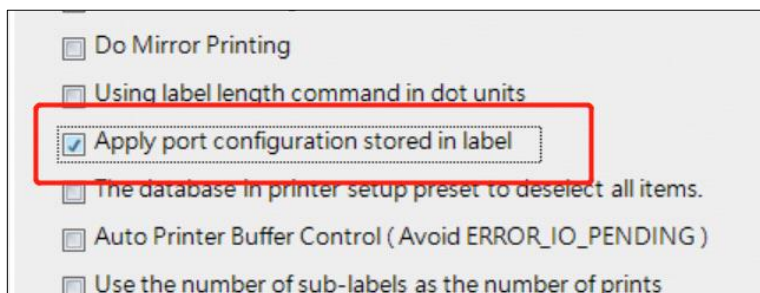 Do Mirror Printing
Using label length command in dot units
Apply port configuration stored in label
The database in printer setup preset to deselect all items.
Auto Printer Buffer Control ( Avoid ERROR_IO_PENDING )
Use the number of sub-labels as the number of prints